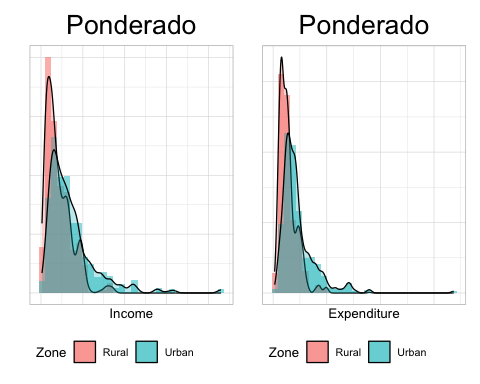 Ponderado
Ponderado
Income
Expenditure
Zone Rural Urban
Zone Rural Urban